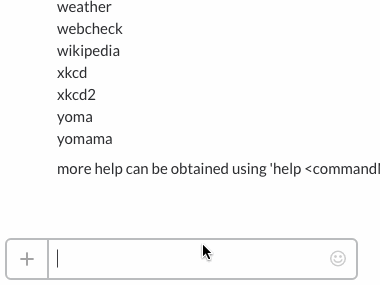 weather
webcheck
wikipedia
xkcd
xkcd2
yoma
yomama
more help can be obtained using 'help <command